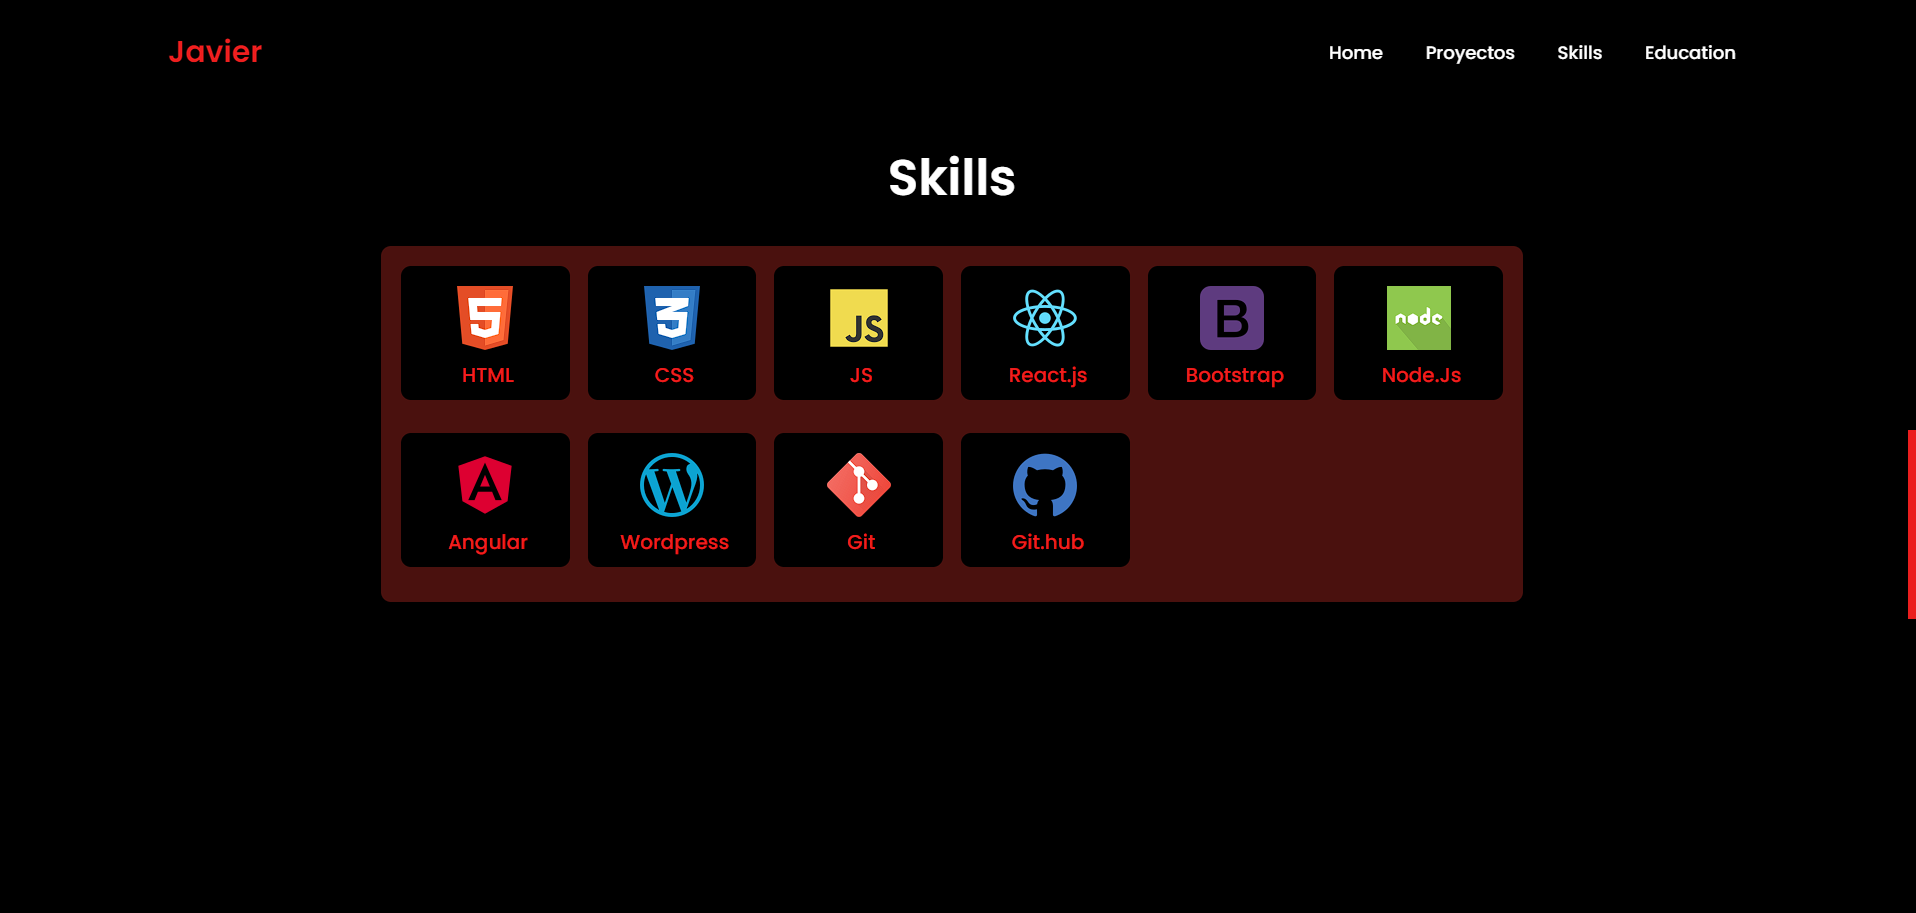 Javier
Home Proyectos Skills Education
Skills
5 3 JS B node
HTML CSS JS React.js Bootstrap Node.Js
A W
Angular Wordpress Git Git.hub